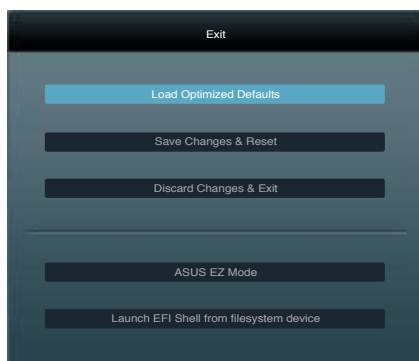 Exit
Load Optimized Defaults
Save Changes & Reset
Discard Changes & Exit
ASUS EZ Mode
Launch EFI Shell from filesystem device